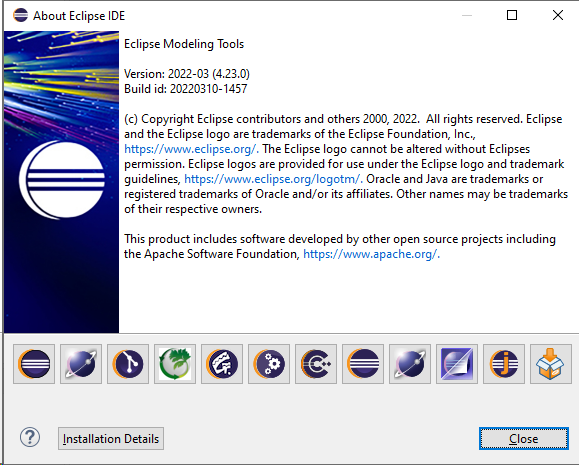 About Eclipse IDE
Eclipse Modeling Tools
Version: 2022-03 (4.23.0)
Build id: 20220310-1457
(c) Copyright Eclipse contributors and others 2000, 2022.  All rights reserved. Eclipse
and the Eclipse logo are trademarks of the Eclipse Foundation, Inc.,
https://www.eclipse.org/. The Eclipse logo cannot be altered without Eclipses
permission. Eclipse logos are provided for use under the Eclipse logo and trademark
guidelines, https://www.eclipse.org/logotm/. Oracle and Java are trademarks or
registered trademarks of Oracle and/or its affiliates. Other names may be trademarks
of their respective owners.
This product includes software developed by other open source projects including
the Apache Software Foundation, https://www.apache.org/.
Installation Details
Close